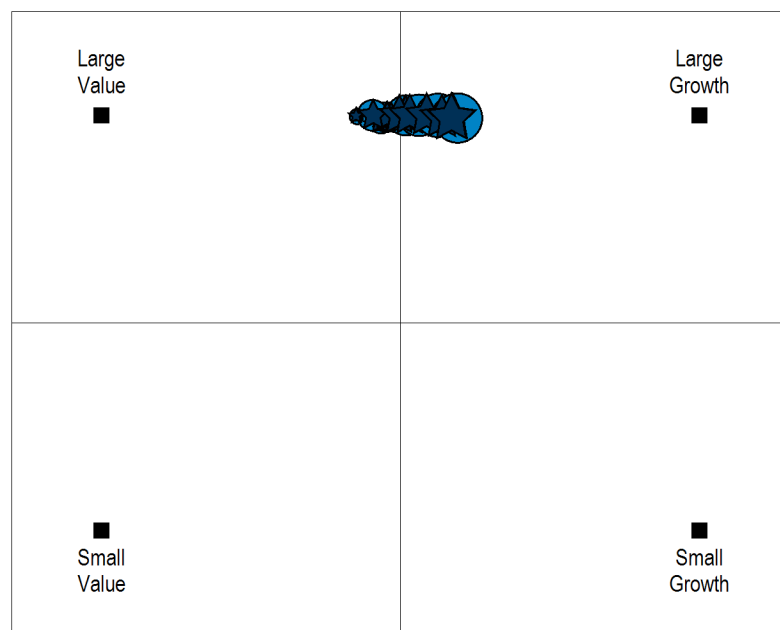 Large
Value
Large
Growth
Small
Value
Small
Growth